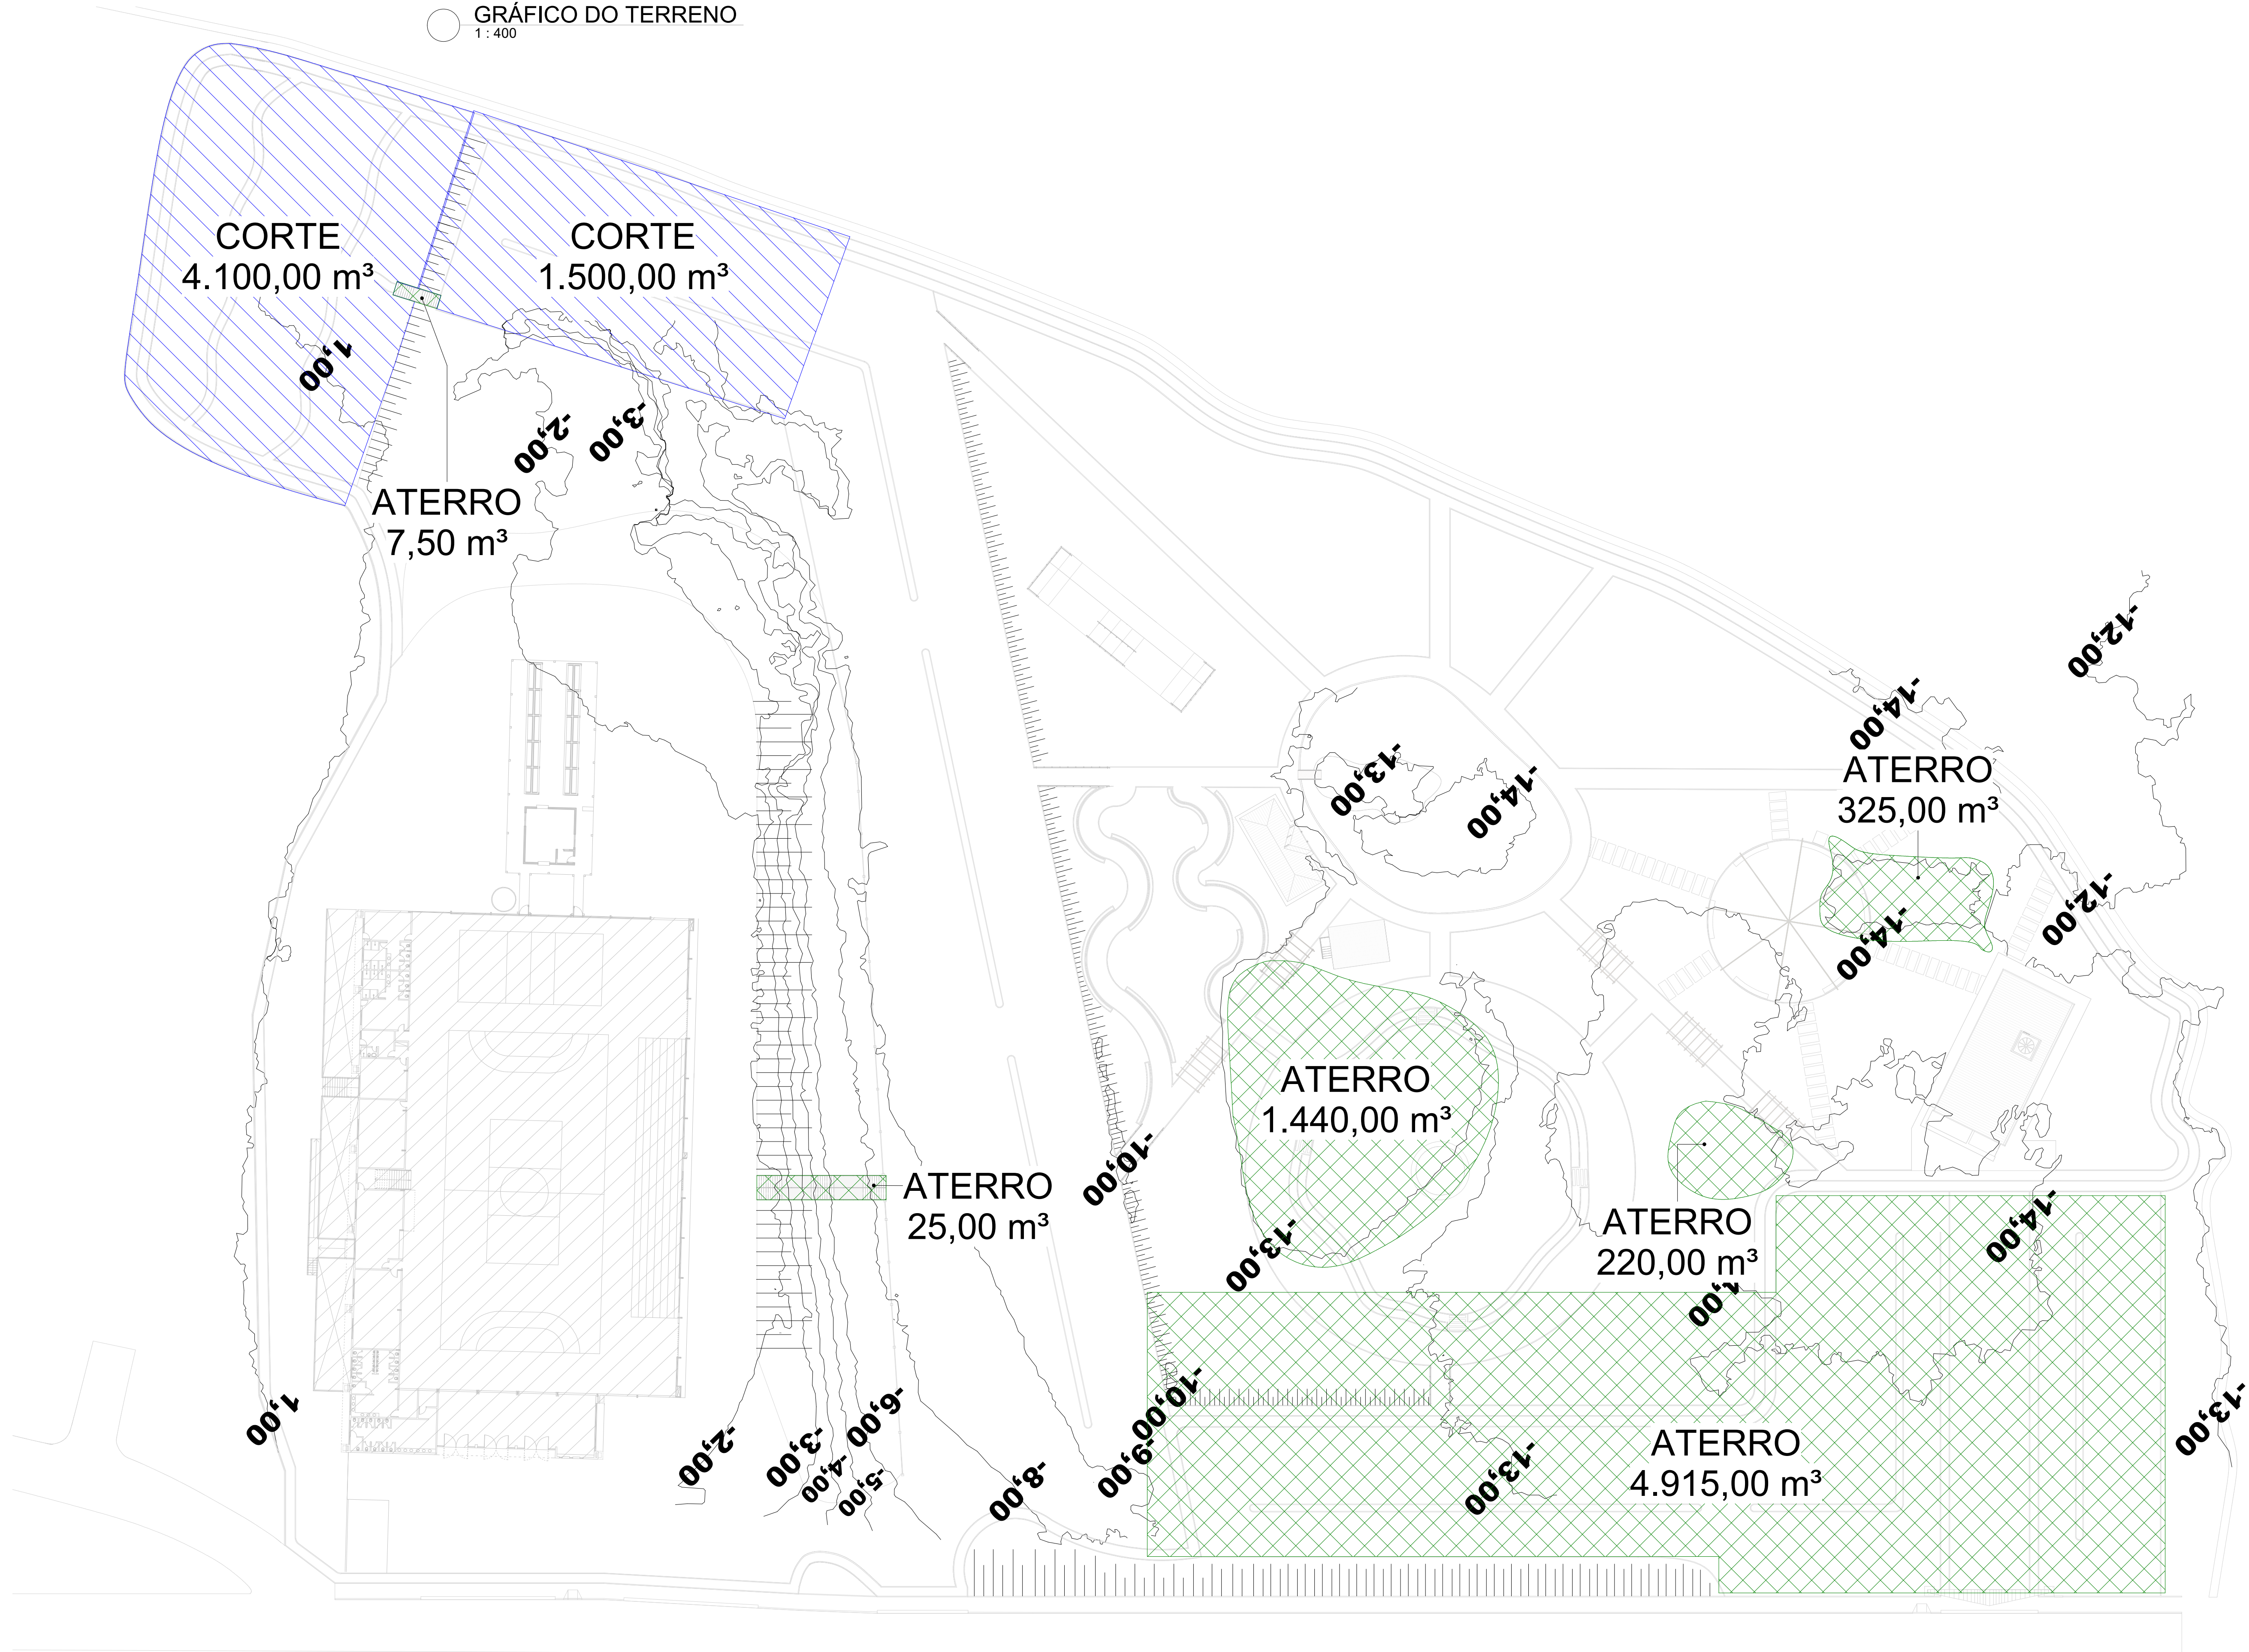 GRÁFICO DO TERRENO
1 : 400
CORTE
4.100,00 m³
CORTE
1.500,00 m³
1,00
-2,00
-3,00
ATERRO
7,50 m³
-12,00
-14,00
ATERRO
325,00 m³
-13,00
-14,00
-12,00
-14,00
ATERRO
1.440,00 m³
-10,00
ATERRO
25,00 m³
ATERRO
220,00 m³
-13,00
-14,00
1,00
-2,00
-3,00
-4,00
-5,00
-6,00
-8,00
-9,00
-10,00
-13,00
ATERRO
4.915,00 m³
-13,00